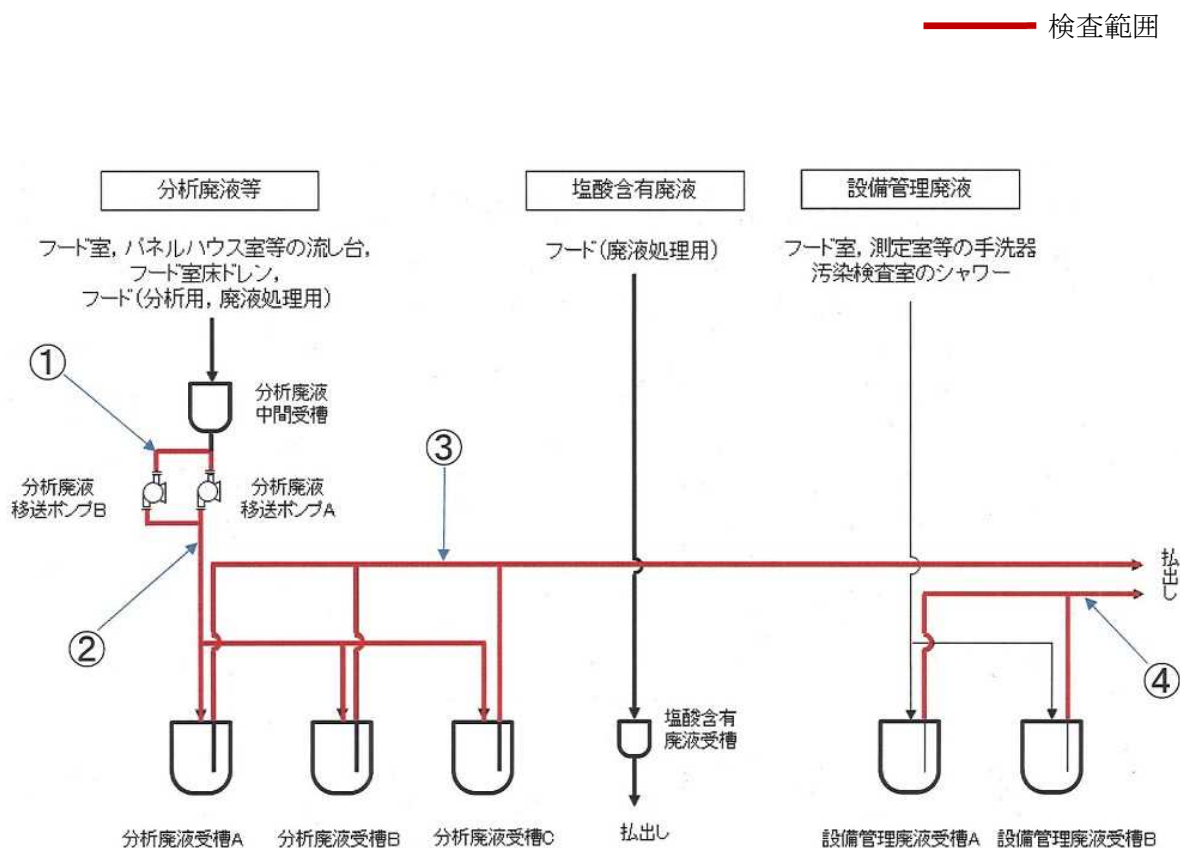 検査範囲
分析廃液等
塩酸含有廃液
設備管理廃液
フード室，パネルハウス室等の流し台，
フード室床ドレン，
フード(分析用，廃液処理用)
フード(廃液処理用)
フード室，測定室等の手洗器
汚染検査室のシャワー
①
分析廃液
中間受槽
③
分析廃液
移送ポンプB
分析廃液
移送ポンプA
払出し
②
④
塩酸含有
廃液受槽
分析廃液受槽A
分析廃液受槽B
分析廃液受槽C
払出し
設備管理廃液受槽A
設備管理廃液受槽B